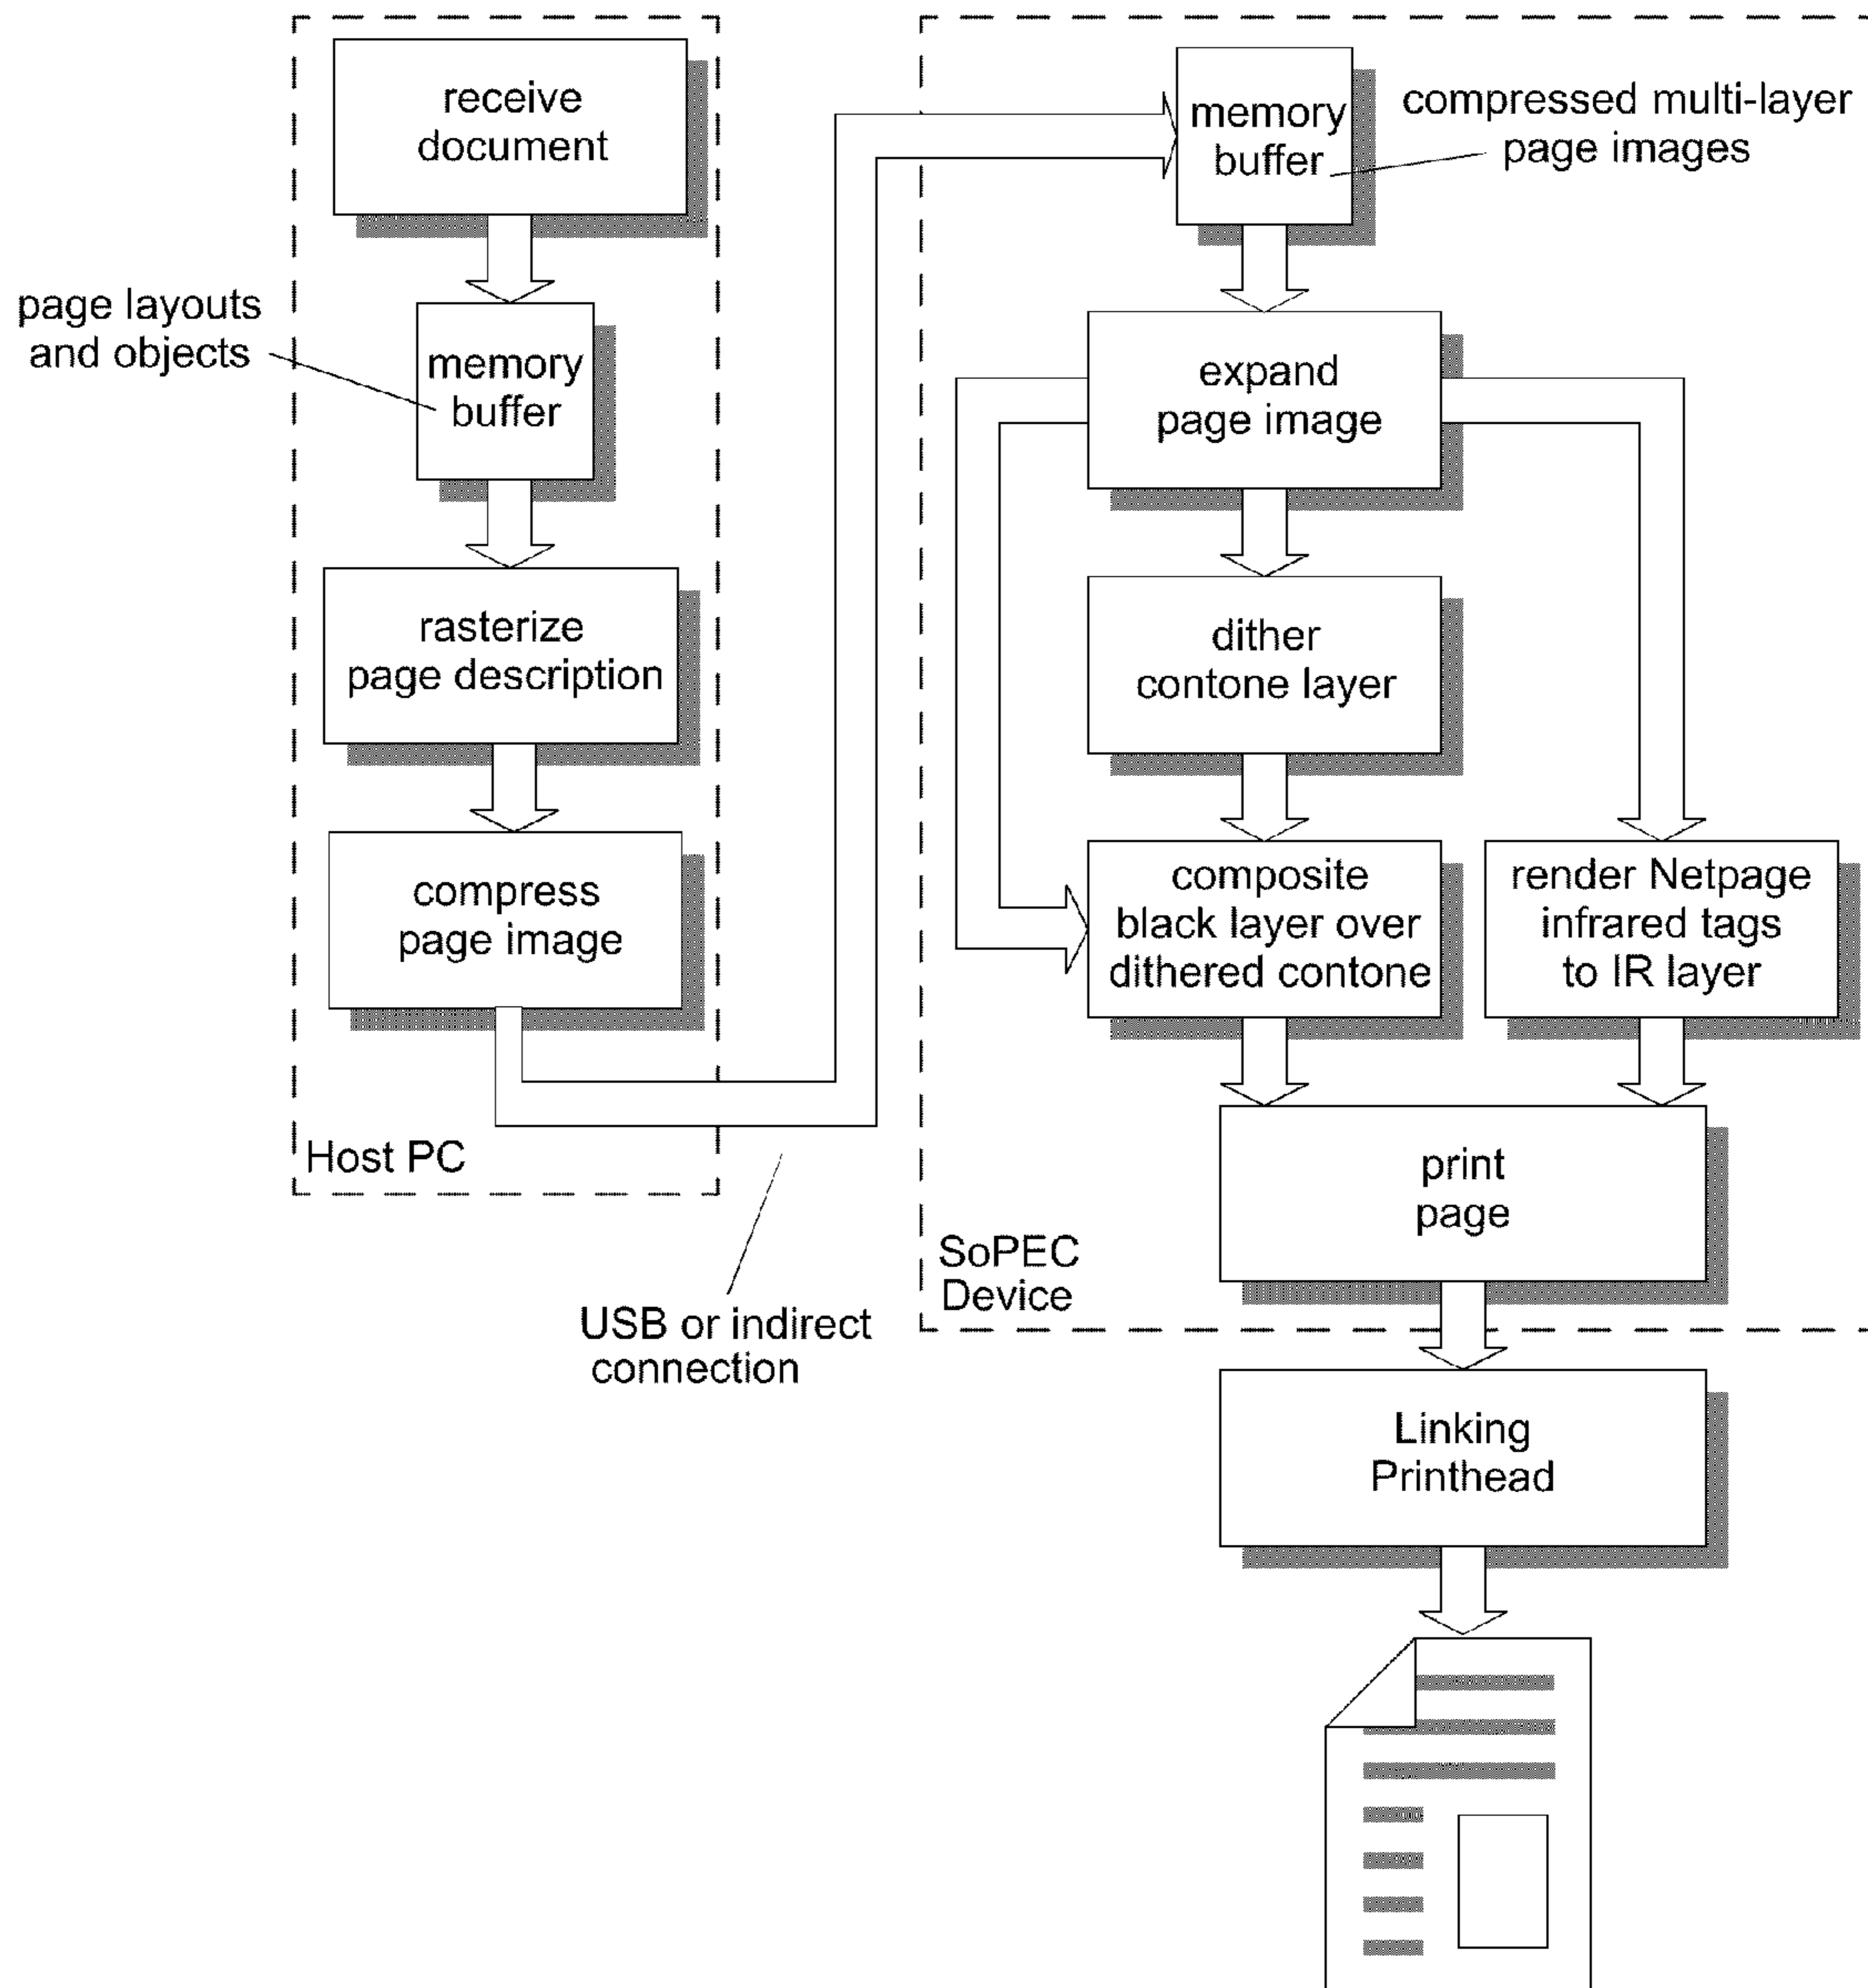 receive
document
page layouts
and objects
memory
buffer
rasterize
page description
compress
page image
Host PC
USB or indirect
connection
memory
buffer
compressed multi-layer
page images
expand
page image
dither
contone layer
composite
black layer over
dithered contone
render Netpage
infrared tags
to IR layer
print
page
SoPEC
Device
Linking
Printhead